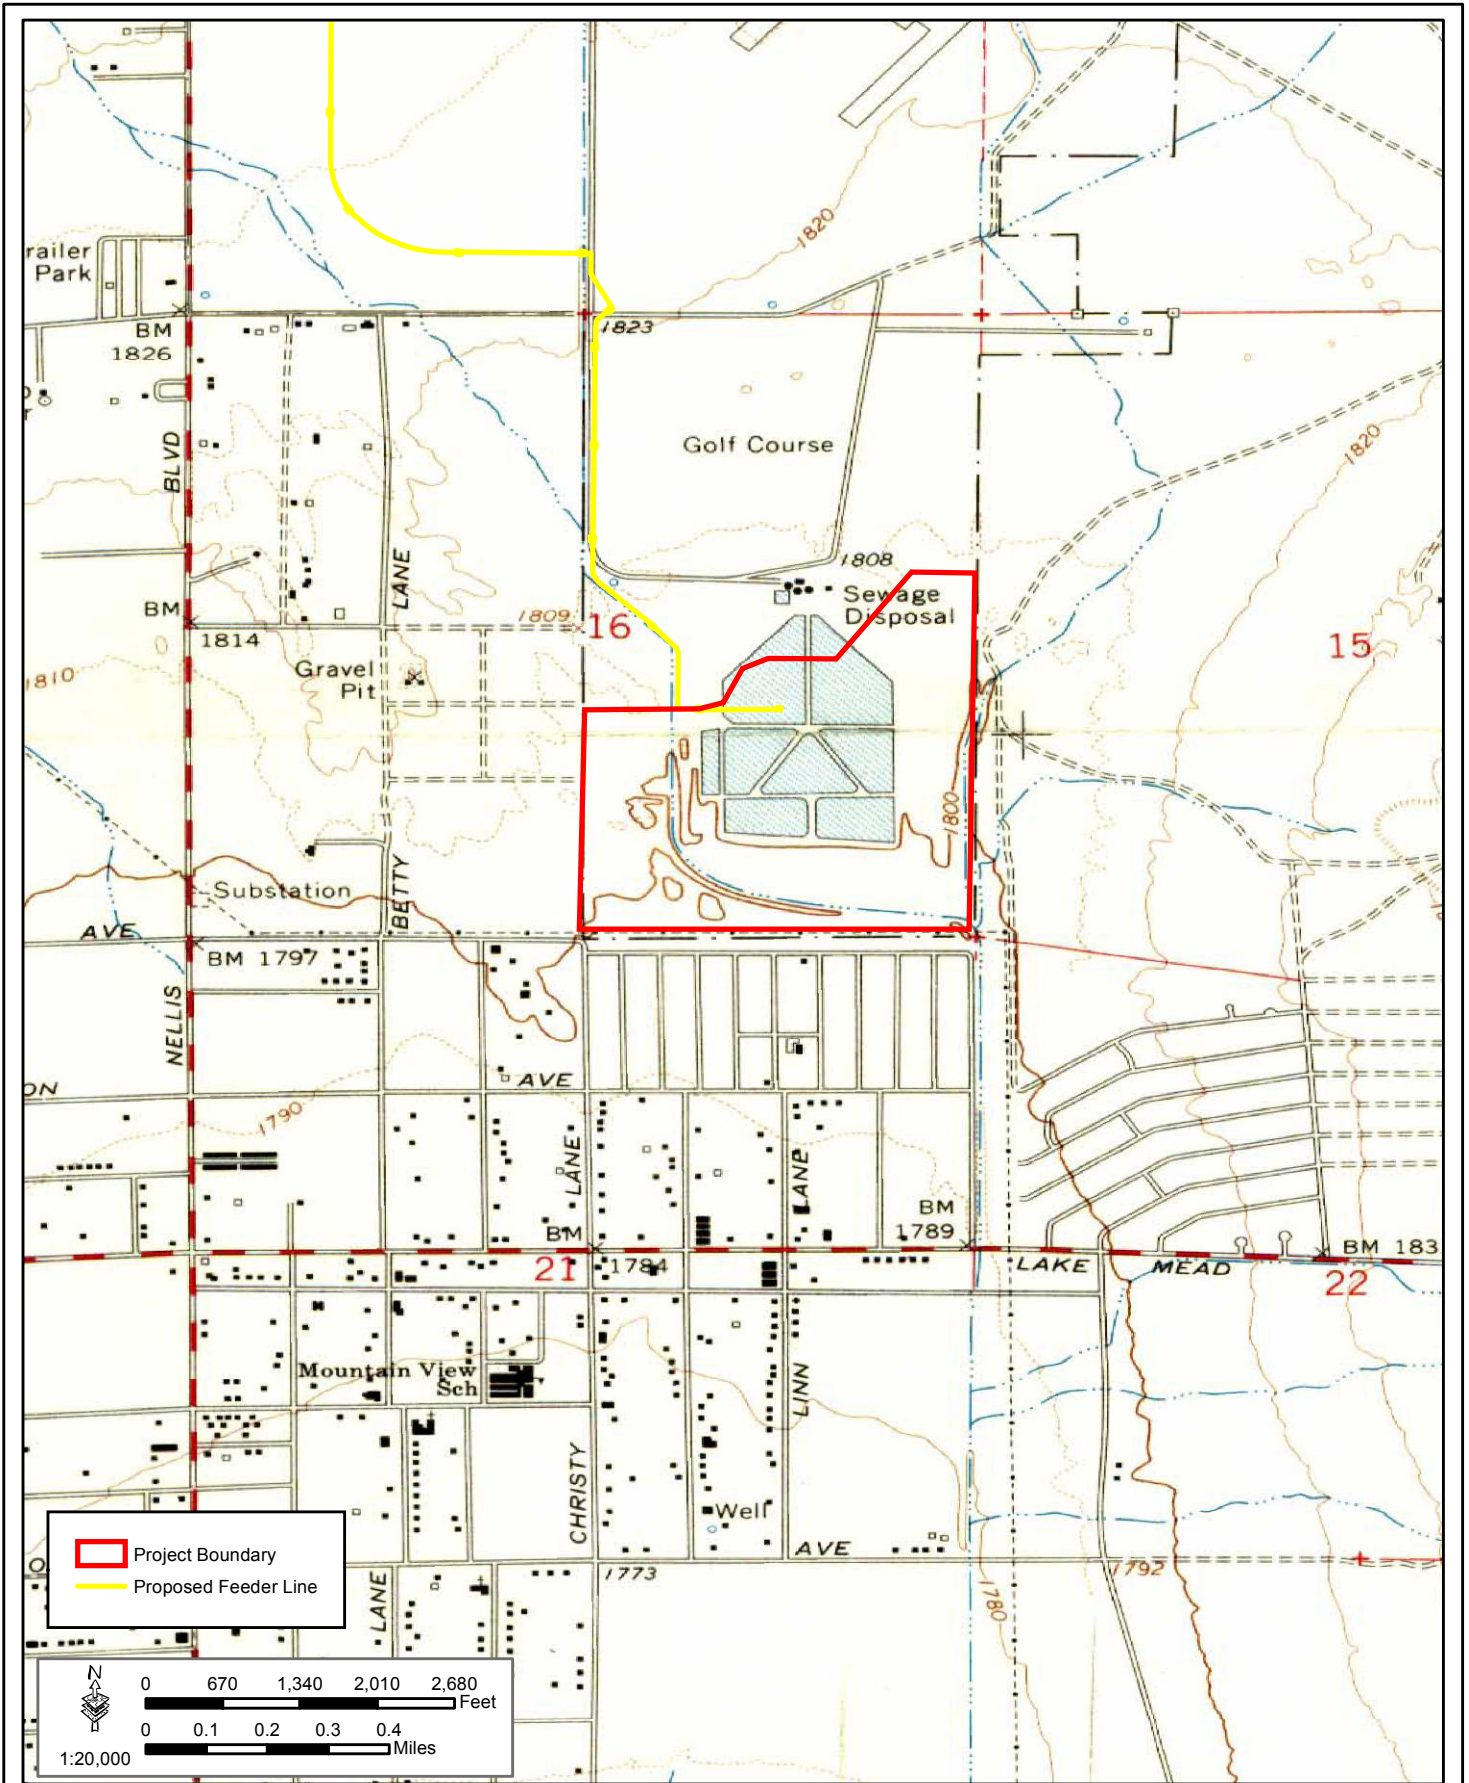 1820
railer
Park
BM
1826
1823
BLVD
Golf Course
1820
LANE
1808
BM
1814
1809
16
Sewage
Disposal
15
Gravel
Pit
1810
1800
Substation
BETTY
AVE
BM 1797
NELLIS
ON
AVE
1790
LANE
LANE
BM
1789
BM
21
1784
LAKE MEAD
BM 183
22
Mountain View
Sch
LINN
CHRISTY
Well
AVE
1773
1792
1780
LANE
O
Project Boundary
Proposed Feeder Line
N
0 670 1,340 2,010 2,680
Feet
0 0.1 0.2 0.3 0.4
Miles
1:20,000